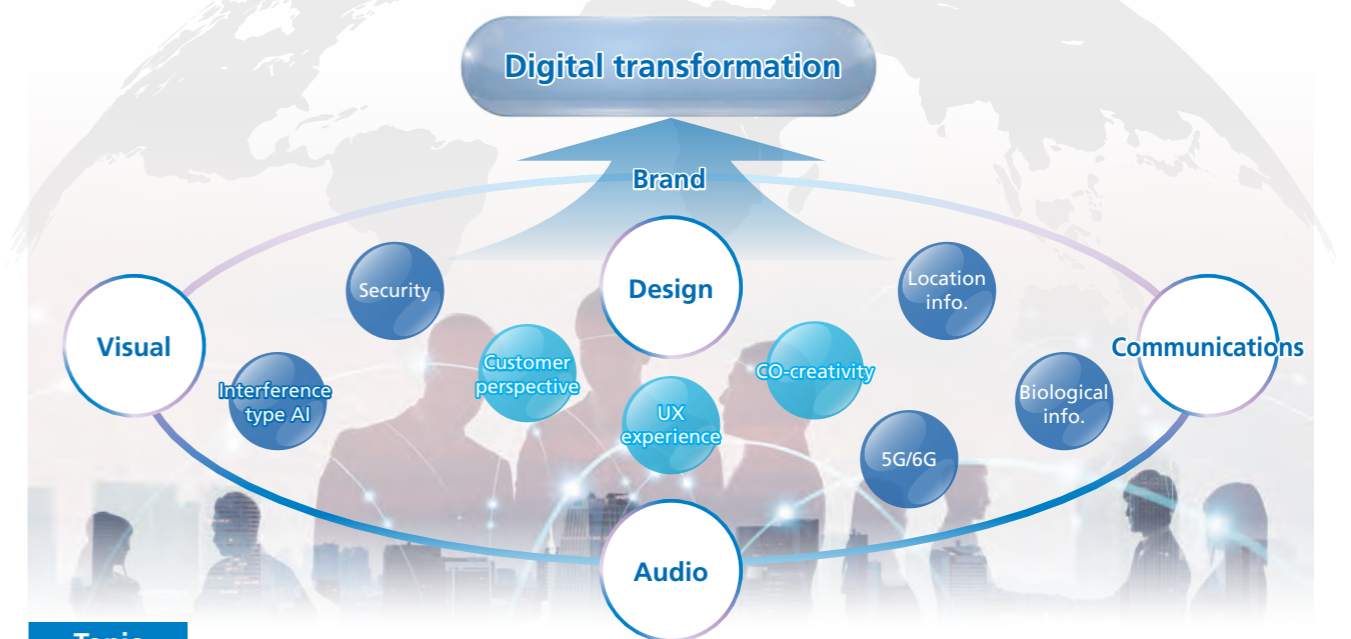 Digital transformation
Brand
Design
Security
Location
info.
Visual
Communications
Customer
perspective
CO-creativity
Interference
type AI
Biological
info.
UX
experience
5G/6G
Audio
Topic